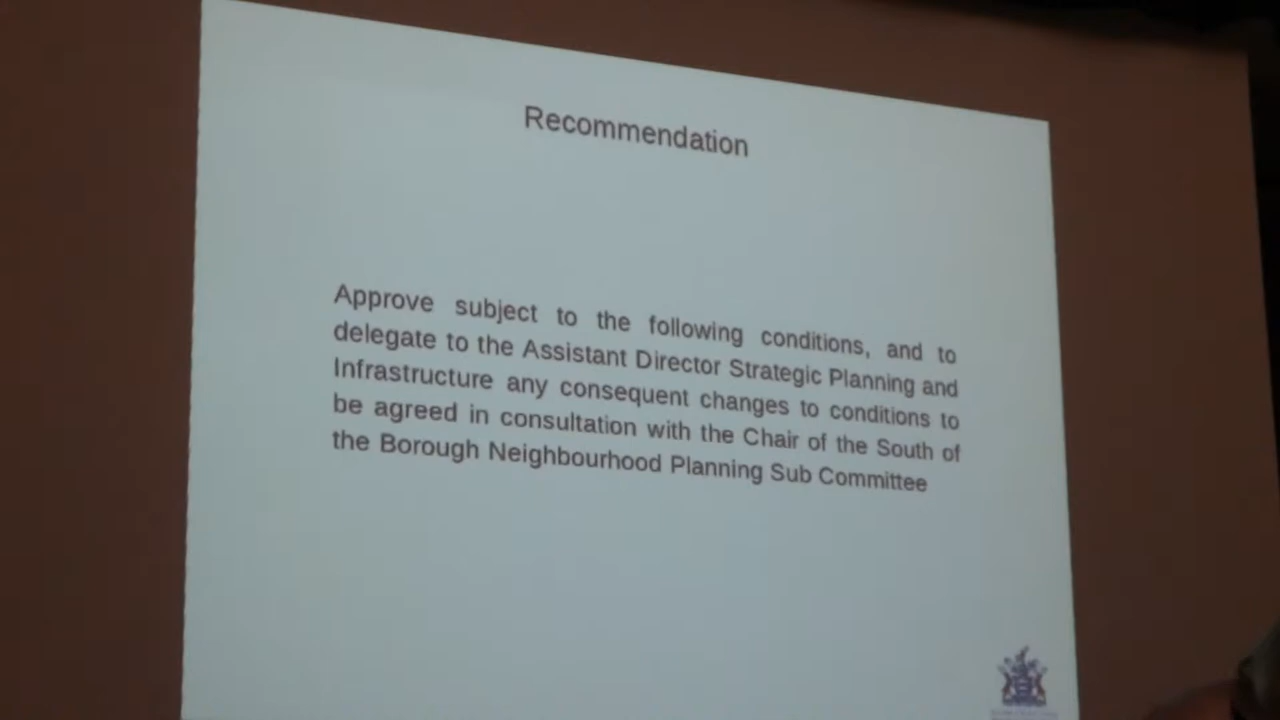 Recommendation
Approve subject to the following conditions, and to
delegate to the Assistant Director Strategic Planning and
Infrastructure any consequent changes to conditions to
be agreed in consultation with the Chair of the South of
the Borough Neighbourhood Planning Sub Committee